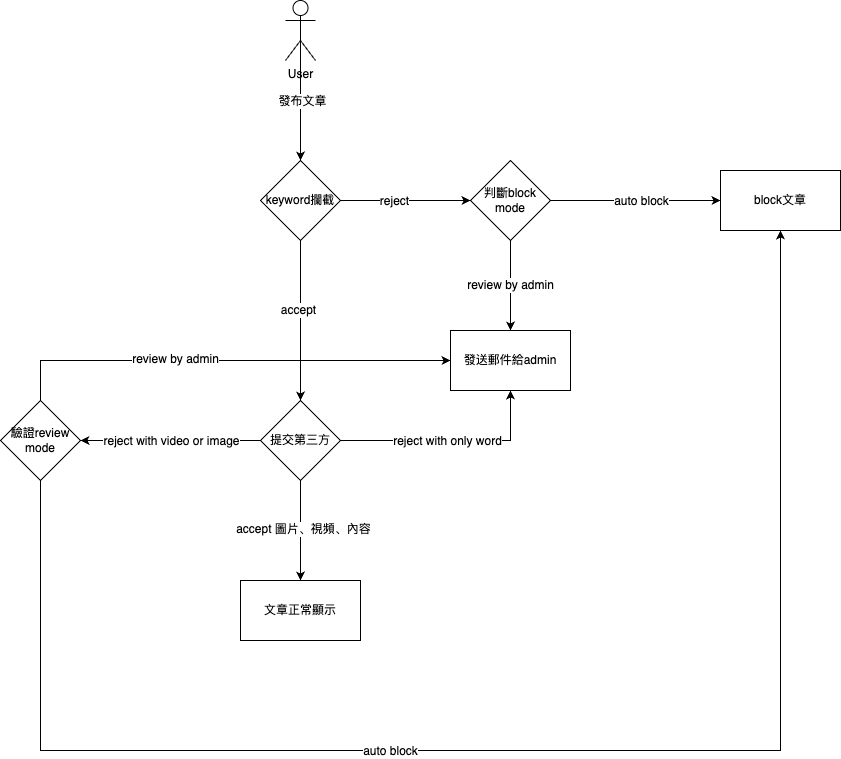 User
發布文章
keyword攔截
reject
判斷block
mode
auto block
block文章
review by admin
accept
review by admin
發送郵件給admin
驗證review
mode
reject with video or image
提交第三方
reject with only word
accept 圖片、視頻、內容
文章正常顯示
auto block